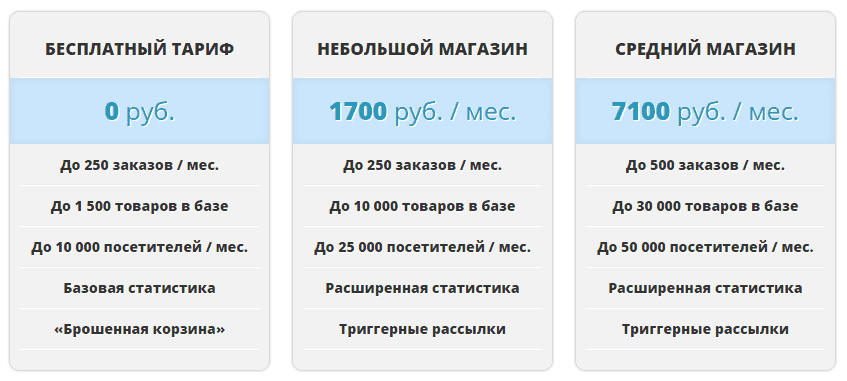 БЕСПЛАТНЫЙ ТАРИФ
0 руб.
До 250 заказов / мес.
До 1 500 товаров в базе
До 10 000 посетителей / мес.
Базовая статистика
«Брошенная корзина»
НЕБОЛЬШОЙ МАГАЗИН
1700 руб. / мес.
До 250 заказов / мес.
До 10 000 товаров в базе
До 25 000 посетителей / мес.
Расширенная статистика
Триггерные рассылки
СРЕДНИЙ МАГАЗИН
7100 руб. / мес.
До 500 заказов / мес.
До 30 000 товаров в базе
До 50 000 посетителей / мес.
Расширенная статистика
Триггерные рассылки